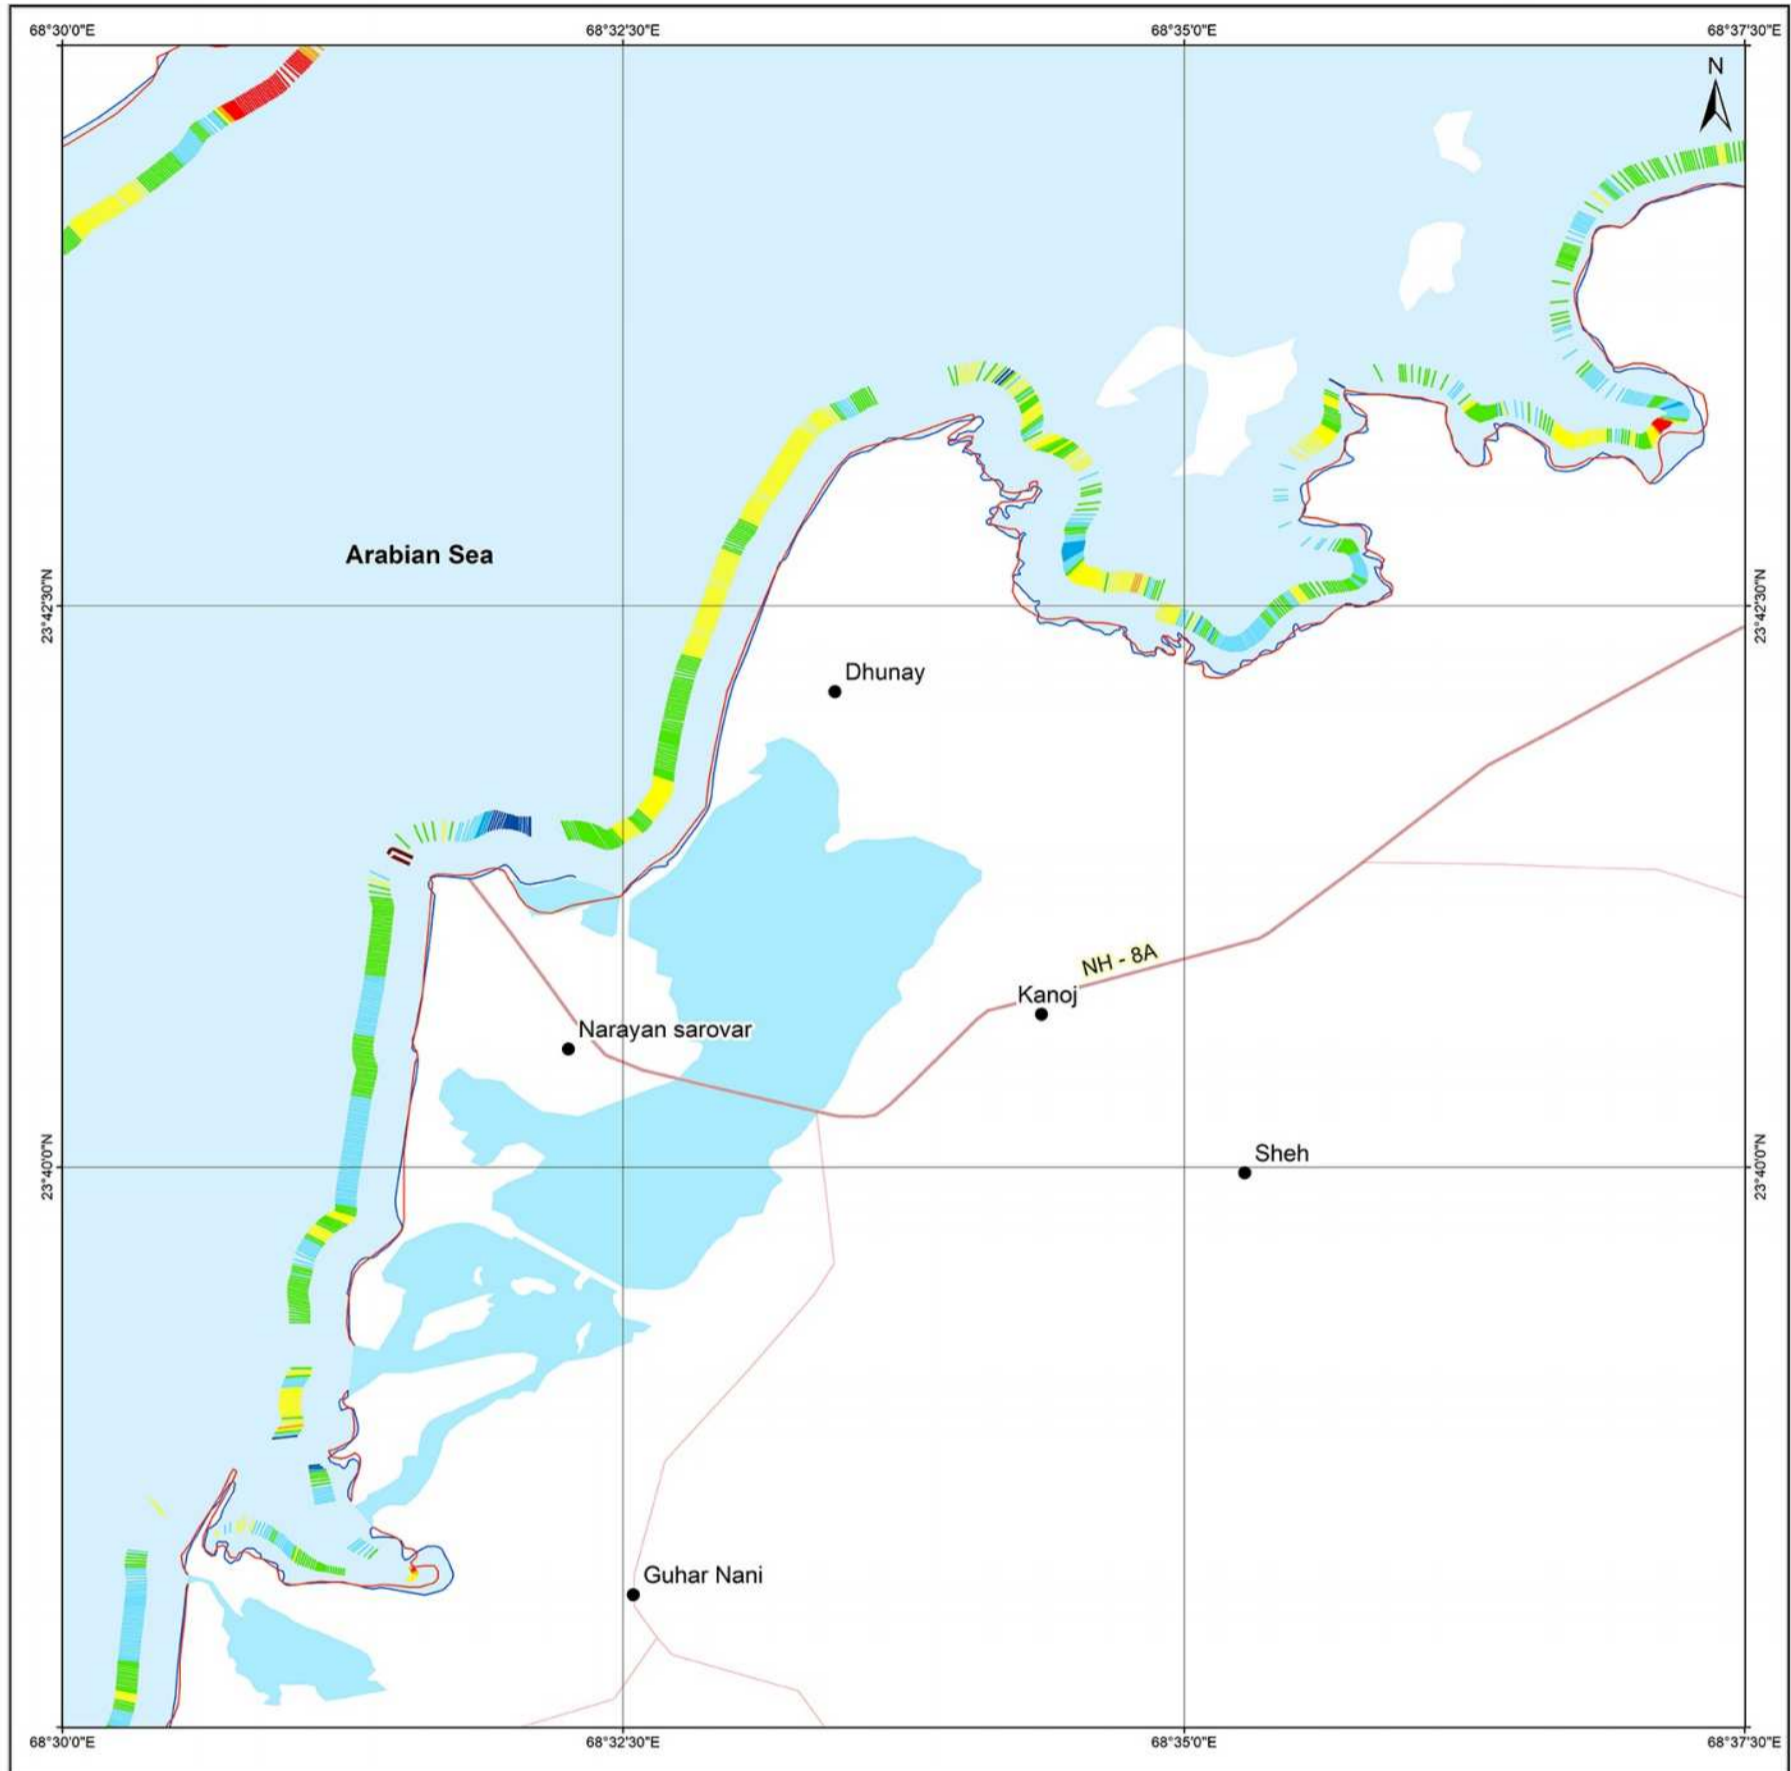 68°30'0"E 68°32'30"E 68°35'0"E 68°37'30"E
N
Arabian Sea
23°42'30"N 23°42'30"N
Dhunay
NH - 8A
Kanoj
Narayan sarovar
23°40'0"N 23°40'0"N
Sheh
Guhar Nani
68°30'0"E 68°32'30"E 68°35'0"E 68°37'30"E